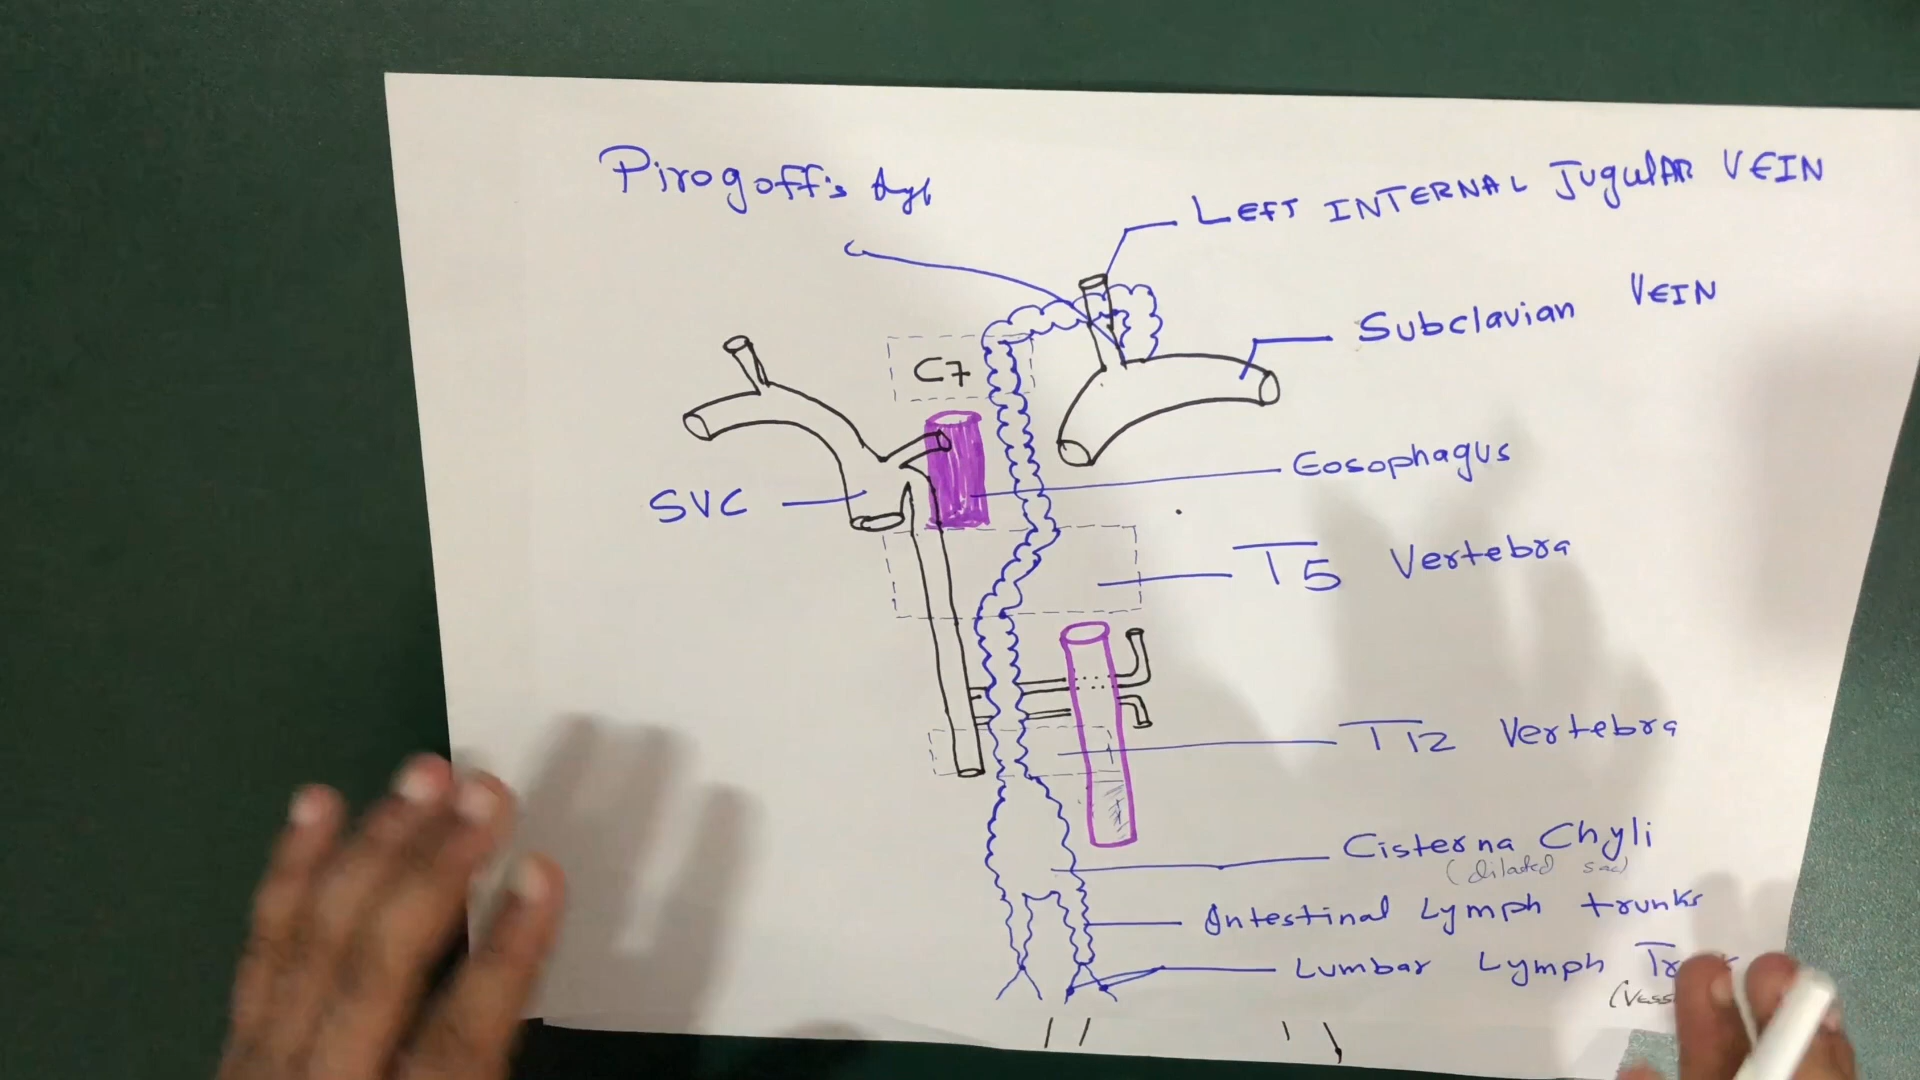 Pirogoff's
LEFT INTERNAL JugulAR VEIN
Subclavian VEIN
C7
Eosophagus
SVC
T5 Vertebra
T12 Vertebra
Cisterna Chyli
(dilated sac)
Intestinal Lymph trunks
Lumbar Lymph